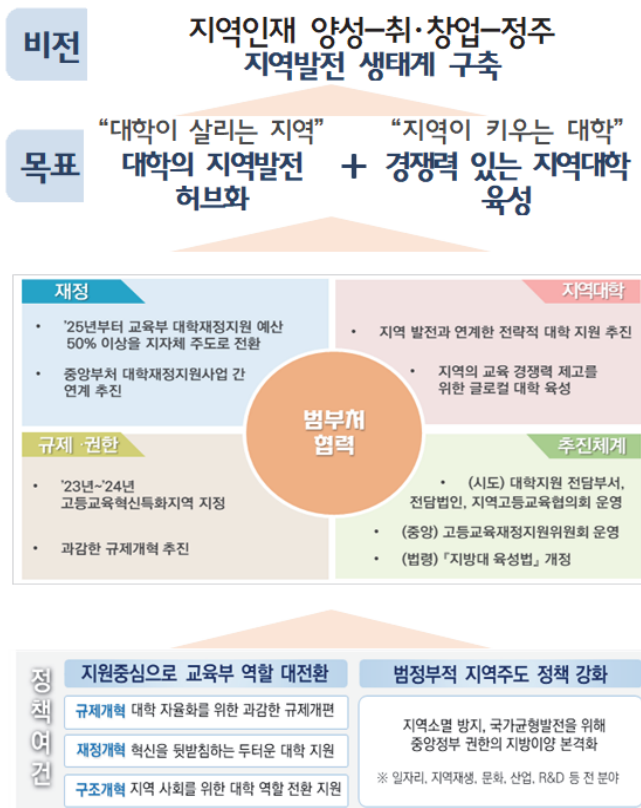 비전
지역인재 양성–취·창업–정주
지역발전 생태계 구축
목표
“대학이 살리는 지역”
대학의 지역발전
허브화
+
“지역이 키우는 대학”
경쟁력 있는 지역대학
육성
재정
• '25년부터 교육부 대학재정지원 예산
50% 이상을 지자체 주도로 전환
• 중앙부처 대학재정지원사업 간
연계 추진
지역대학
• 지역 발전과 연계한 전략적 대학 지원 추진
• 지역의 교육 경쟁력 제고를
위한 글로컬 대학 육성
범부처
협력
규제·권한
• '23년~'24년
고등교육혁신특화지역 지정
• 과감한 규제개혁 추진
추진체계
• (시도) 대학지원 전담부서,
전담법인, 지역고등교육협의회 운영
• (중앙) 고등교육재정지원위원회 운영
• (법령) 『지방대 육성법』 개정
정책여건
지원중심으로 교육부 역할 대전환
규제개혁 대학 자율화를 위한 과감한 규제개편
재정개혁 혁신을 뒷받침하는 두터운 대학 지원
구조개혁 지역 사회를 위한 대학 역할 전환 지원
범정부적 지역주도 정책 강화
지역소멸 방지, 국가균형발전을 위해
중앙정부 권한의 지방이양 본격화
※ 일자리, 지역재생, 문화, 산업, R&D 등 전 분야